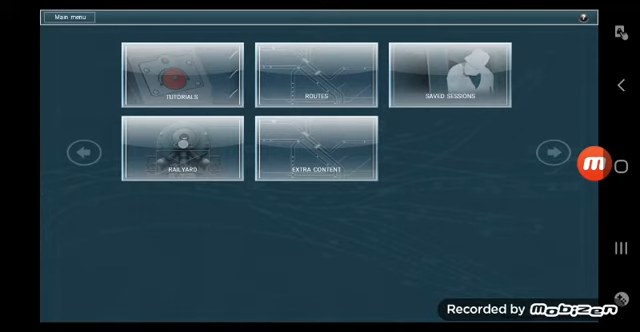 Main menu
TUTORIALS
ROUTES
SAVED SESSIONS
RAILYARD
EXTRA CONTENT
Recorded by mobizen